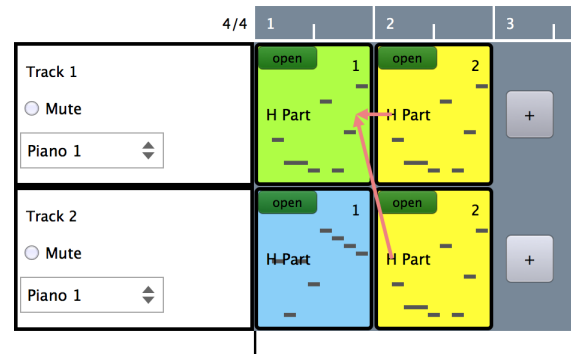 4/4 1 2 3
Track 1
Mute
Piano 1
open 1
H Part
open 2
H Part
+
Track 2
Mute
Piano 1
open 1
H Part
open 2
H Part
+